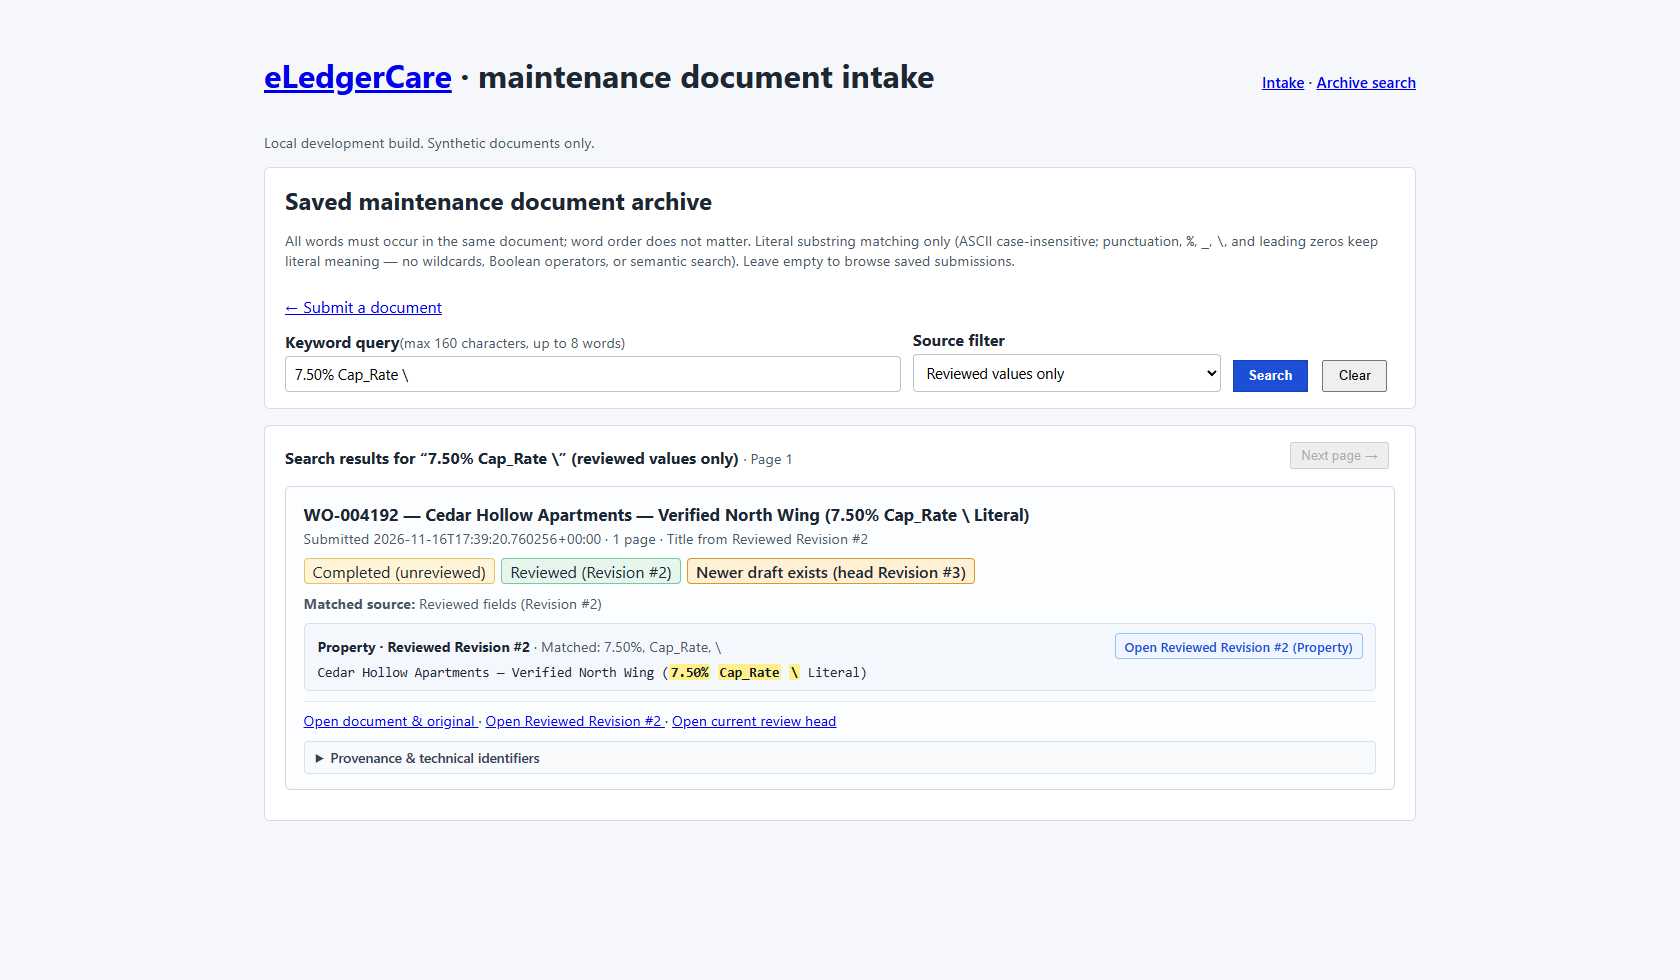 eLedgerCare · maintenance document intake
Intake · Archive search
Local development build. Synthetic documents only.
Saved maintenance document archive
All words must occur in the same document; word order does not matter. Literal substring matching only (ASCII case-insensitive; punctuation, %, _, \, and leading zeros keep
literal meaning — no wildcards, Boolean operators, or semantic search). Leave empty to browse saved submissions.
← Submit a document
Keyword query(max 160 characters, up to 8 words)
Source filter
7.50% Cap_Rate \
Reviewed values only
Search
Clear
Search results for “7.50% Cap_Rate \” (reviewed values only) · Page 1
Next page →
WO-004192 — Cedar Hollow Apartments — Verified North Wing (7.50% Cap_Rate \ Literal)
Submitted 2026-11-16T17:39:20.760256+00:00 · 1 page · Title from Reviewed Revision #2
Completed (unreviewed)
Reviewed (Revision #2)
Newer draft exists (head Revision #3)
Matched source: Reviewed fields (Revision #2)
Property · Reviewed Revision #2 · Matched: 7.50%, Cap_Rate, \
Open Reviewed Revision #2 (Property)
Cedar Hollow Apartments — Verified North Wing (7.50% Cap_Rate \ Literal)
Open document & original · Open Reviewed Revision #2 · Open current review head
▶ Provenance & technical identifiers